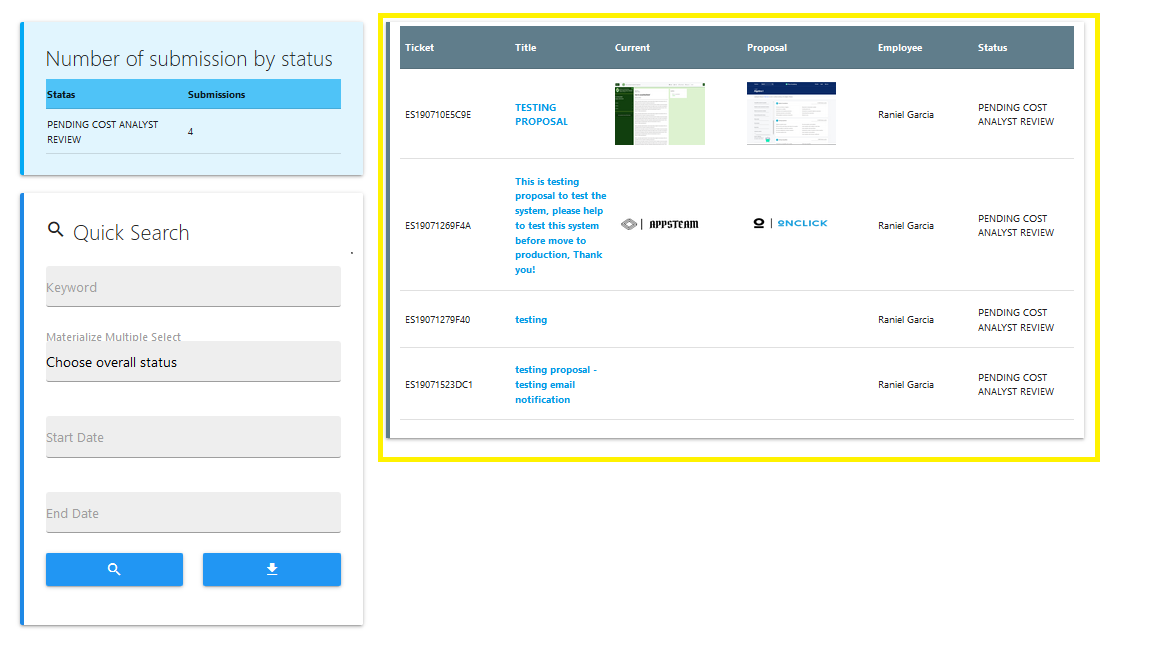 Number of submission by status
Statas Submissions
PENDING COST ANALYST
REVIEW
4
Quick Search
.
Keyword
Materialize Multiple Select
Choose overall status
Start Date
End Date
Ticket Title Current Proposal Employee Status
ES190710E5C9E
TESTING
PROPOSAL
Raniel Garcia
PENDING COST
ANALYST REVIEW
ES19071269F4A
This is testing
proposal to test the
system, please help
to test this system
before move to
production, Thank
you!
APPSTEAM
ONCLICK
Raniel Garcia
PENDING COST
ANALYST REVIEW
ES19071279F40
testing
Raniel Garcia
PENDING COST
ANALYST REVIEW
ES19071523DC1
testing proposal -
testing email
notification
Raniel Garcia
PENDING COST
ANALYST REVIEW